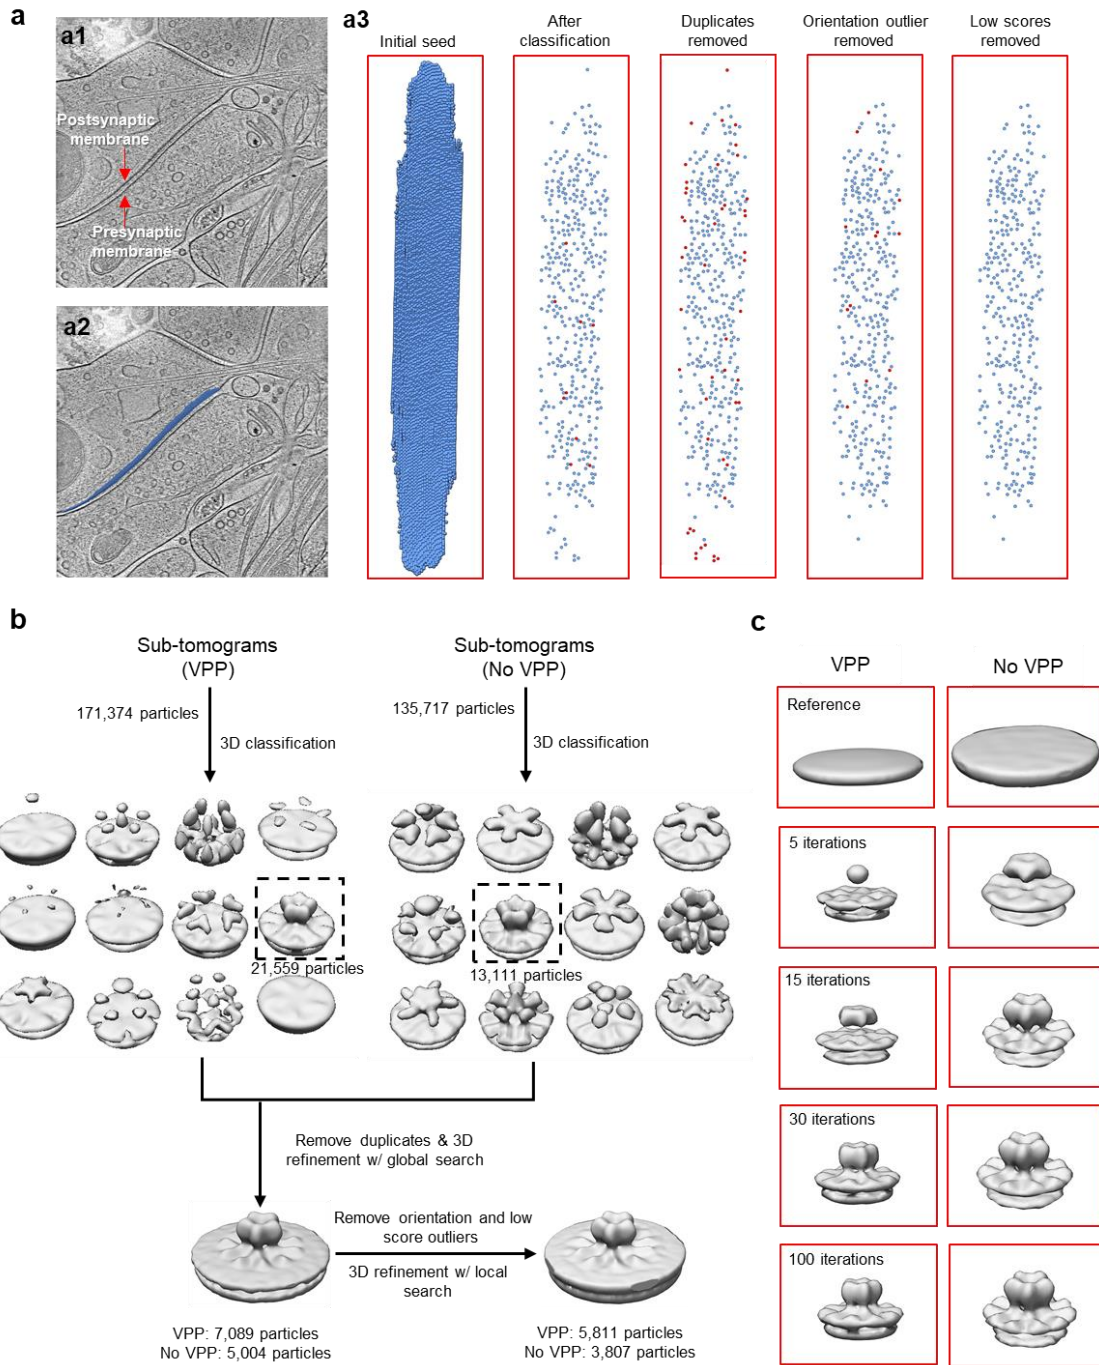 a
a1
Postsynaptic
membrane
Presynaptic
membrane
a2
a3
Initial seed
After
classification
Duplicates
removed
Orientation outlier
removed
Low scores
removed
b
Sub-tomograms
(VPP)
171,374 particles
3D classification
21,559 particles
Sub-tomograms
(No VPP)
135,717 particles
3D classification
13,111 particles
Remove duplicates & 3D
refinement w/ global search
Remove orientation and low
score outliers
3D refinement w/ local
search
VPP: 7,089 particles
No VPP: 5,004 particles
VPP: 5,811 particles
No VPP: 3,807 particles
c
VPP
No VPP
Reference
5 iterations
15 iterations
30 iterations
100 iterations